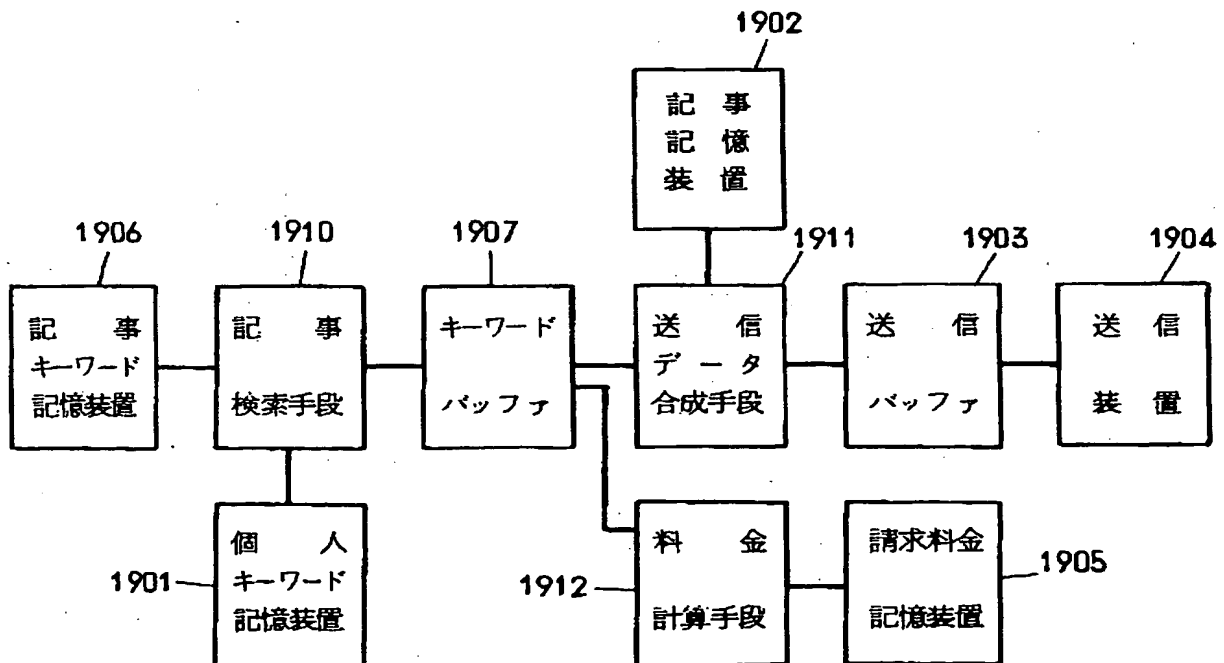 1902
記事
記憶
装置
1906
1910
1907
1911
1903
1904
記事
キーワード
記憶装置
記事
検索手段
キーワード
バッファ
送信
データ
合成手段
送信
バッファ
送信
装置
1901
個人
キーワード
記憶装置
1912
料金
計算手段
請求料金
記憶装置
1905